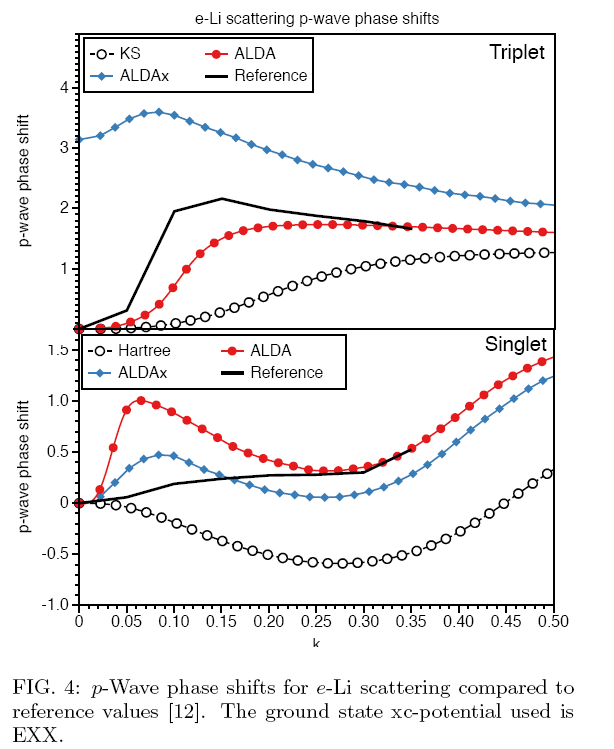 e-Li scattering p-wave phase shifts
KS ALDA
ALDAx Reference
Triplet
4
3
2
1
p-wave phase shift
Hartree ALDA
ALDAx Reference
Singlet
1.5
1.0
0.5
0
-0.5
-1.0
p-wave phase shift
0 0.05 0.10 0.15 0.20 0.25 0.30 0.35 0.40 0.45 0.50
k
FIG. 4: p-Wave phase shifts for e-Li scattering compared to
reference values [12]. The ground state xc-potential used is
EXX.